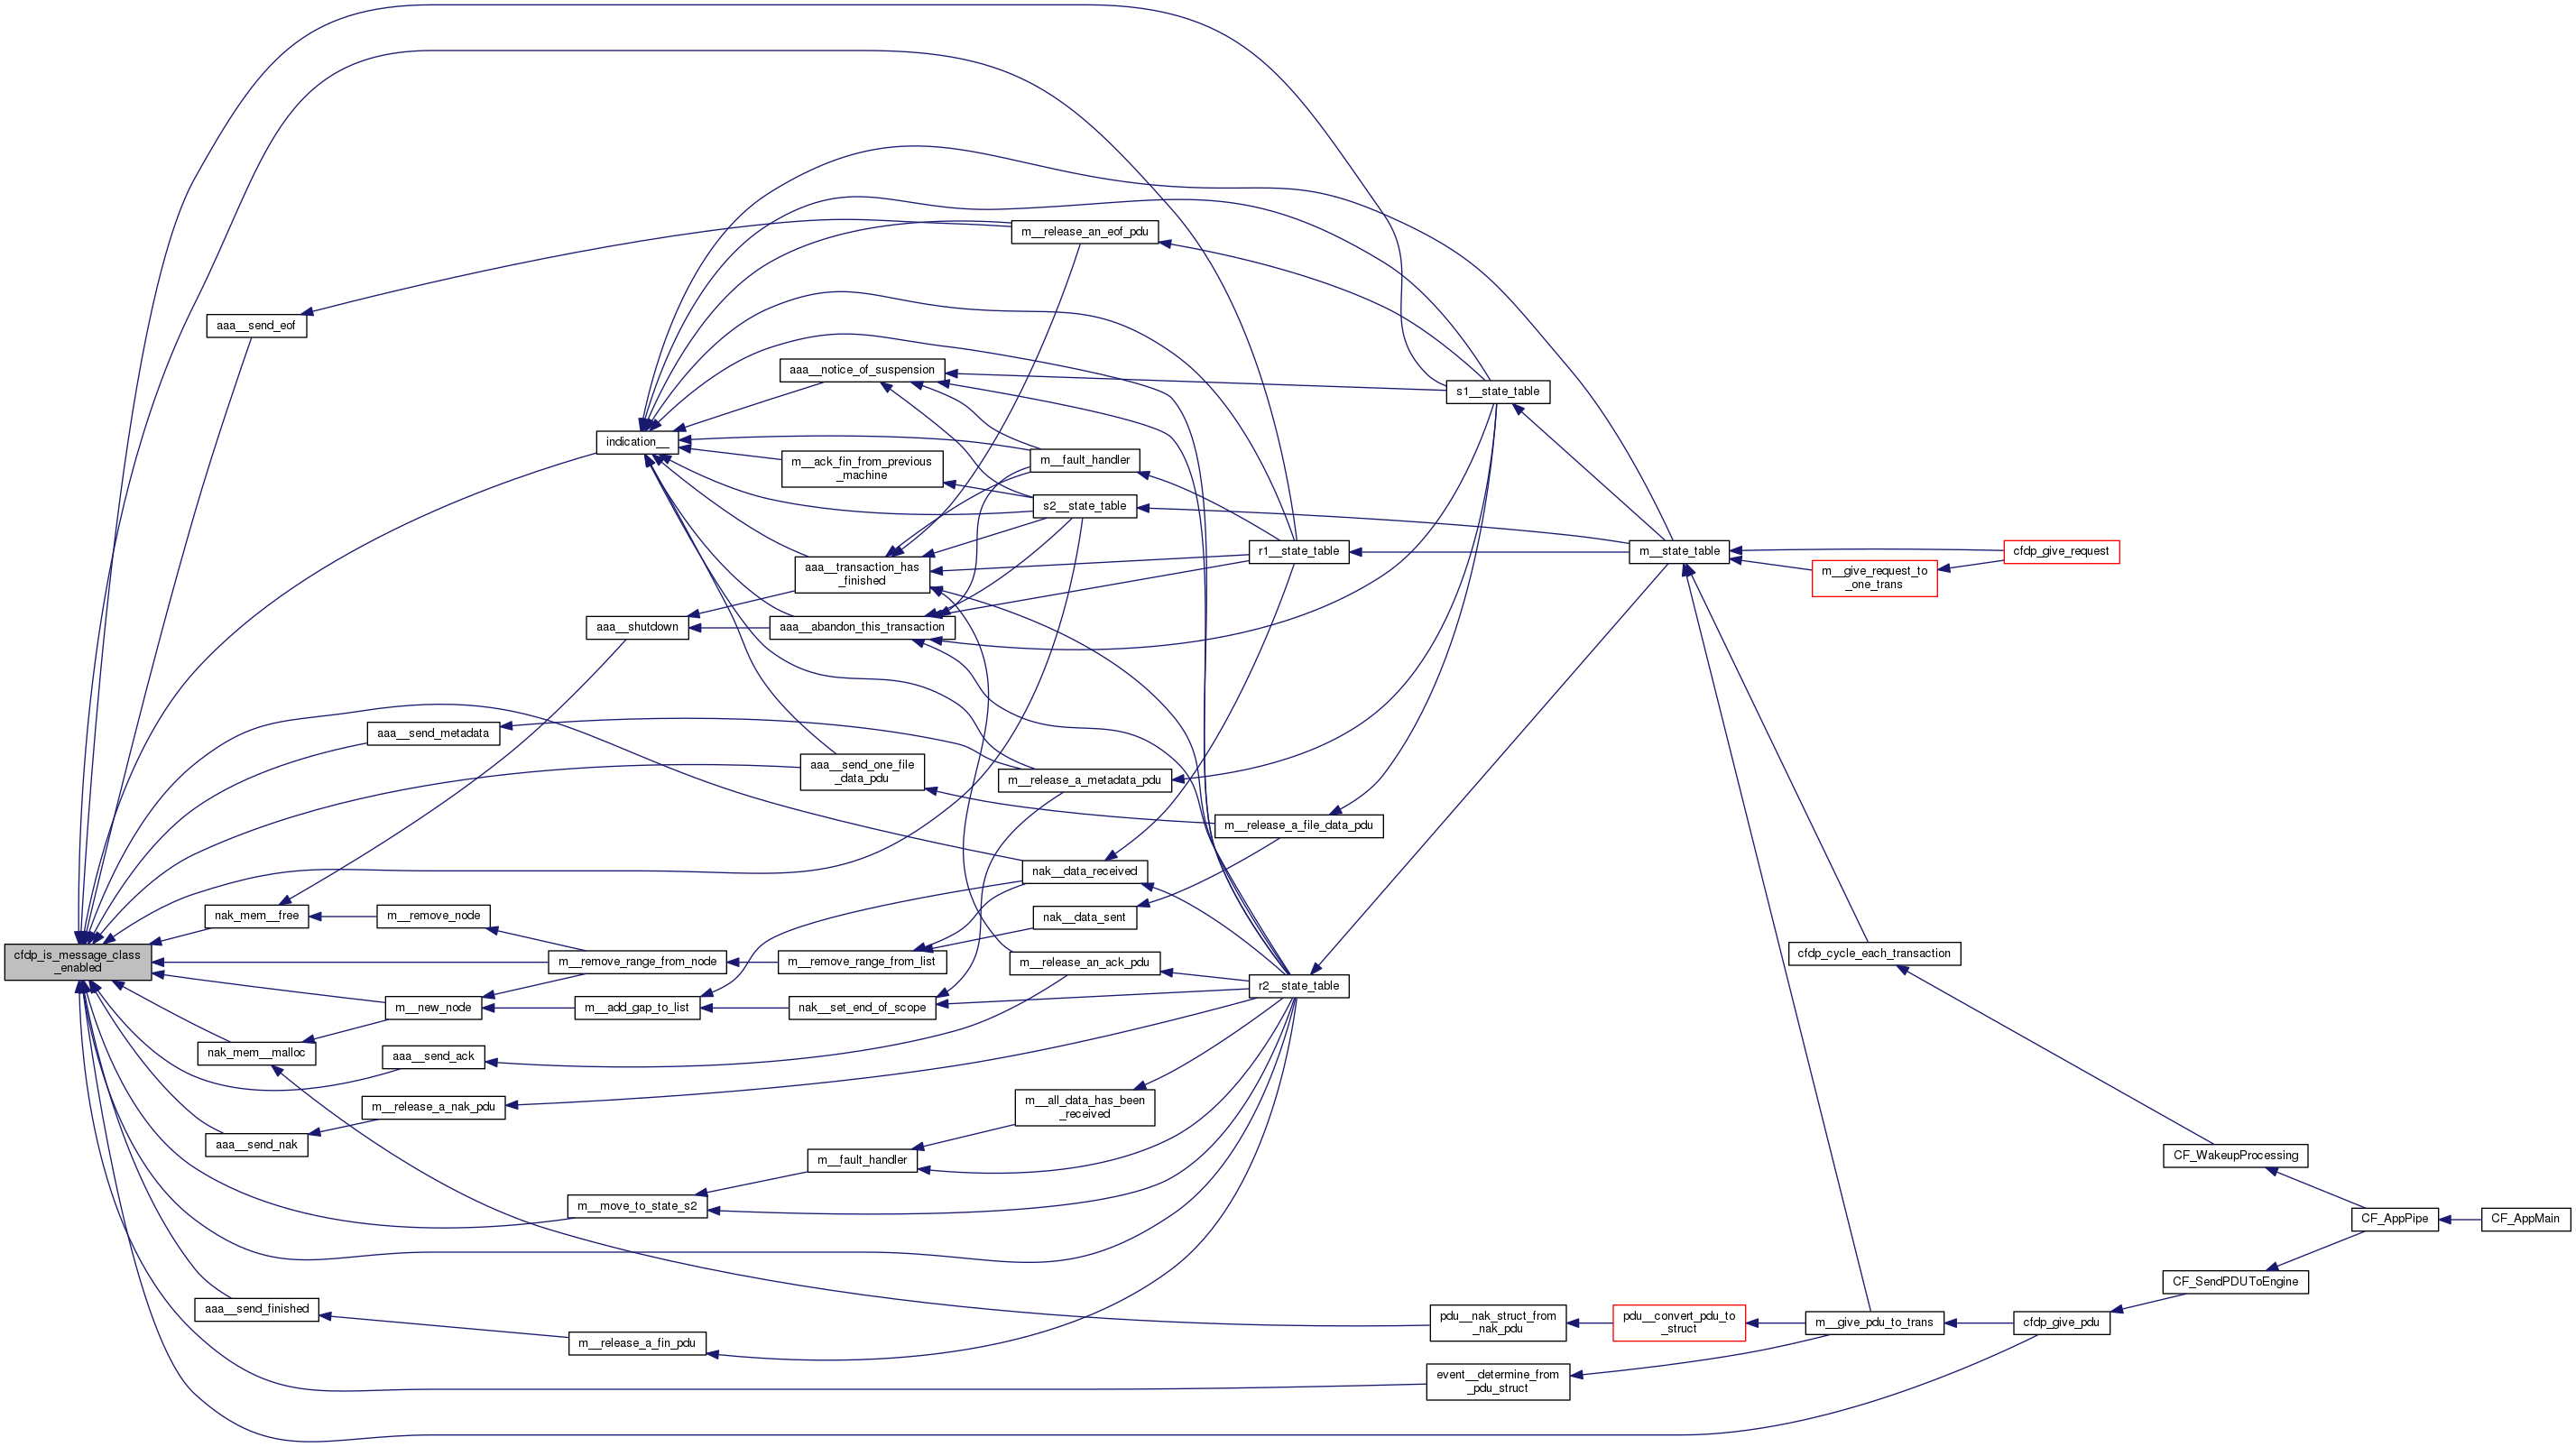 m__release_an_eof_pdu
aaa__send_eof
aaa__notice_of_suspension
s1__state_table
indication__
m__ack_fin_from_previous
_machine
m__fault_handler
s2__state_table
r1__state_table
m__state_table
cfdp_give_request
aaa__transaction_has
_finished
m__give_request_to
_one_trans
aaa__shutdown
aaa__abandon_this_transaction
aaa__send_metadata
aaa__send_one_file
_data_pdu
m__release_a_metadata_pdu
m__release_a_file_data_pdu
nak__data_received
nak_mem__free
m__remove_node
nak__data_sent
cfdp_is_message_class
_enabled
m__remove_range_from_node
m__remove_range_from_list
m__release_an_ack_pdu
cfdp_cycle_each_transaction
r2__state_table
m__new_node
m__add_gap_to_list
nak__set_end_of_scope
nak_mem__malloc
aaa__send_ack
m__release_a_nak_pdu
m__all_data_has_been
_received
aaa__send_nak
m__fault_handler
CF_WakeupProcessing
m__move_to_state_s2
CF_AppPipe
CF_AppMain
CF_SendPDUToEngine
aaa__send_finished
m__release_a_fin_pdu
pdu__nak_struct_from
_nak_pdu
pdu__convert_pdu_to
_struct
m__give_pdu_to_trans
cfdp_give_pdu
event__determine_from
_pdu_struct